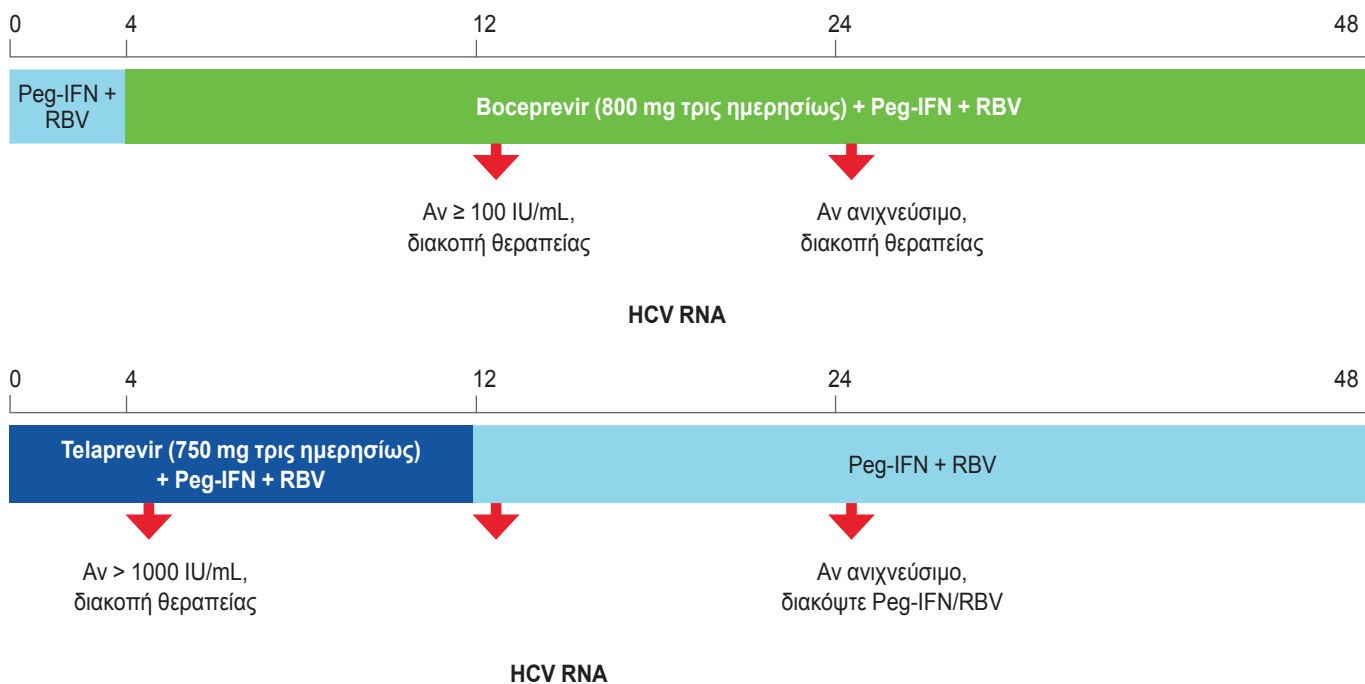 0 4 12 24 48
Peg-IFN +
RBV
Boceprevir (800 mg τρις ημερησίως) + Peg-IFN + RBV
Αν ≥ 100 IU/mL,
διακοπή θεραπείας
Αν ανιχνεύσιμο,
διακοπή θεραπείας
HCV RNA
0 4 12 24 48
Telaprevir (750 mg τρις ημερησίως)
+ Peg-IFN + RBV
Peg-IFN + RBV
Αν > 1000 IU/mL,
διακοπή θεραπείας
Αν ανιχνεύσιμο,
διακόψτε Peg-IFN/RBV
HCV RNA